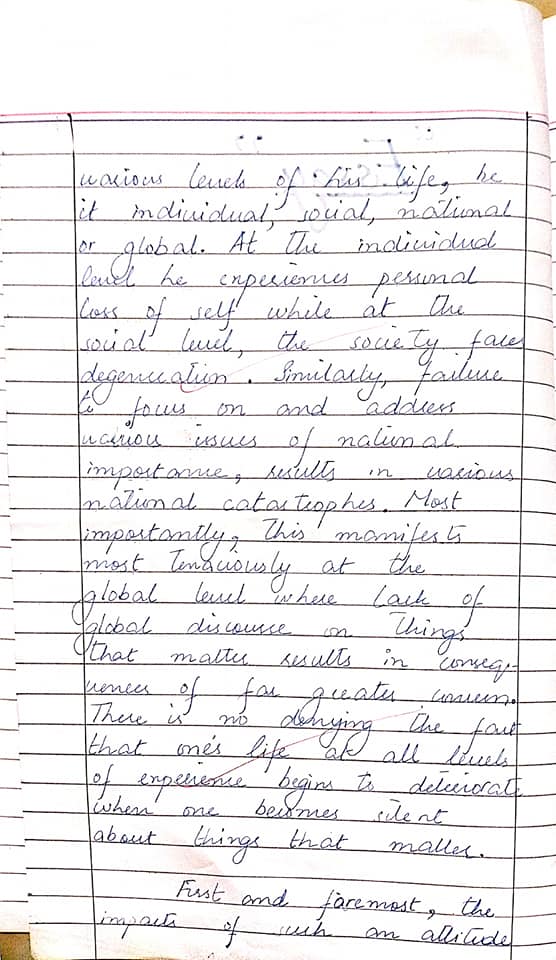 various levels of his life, be
it individual, social, national
or global. At the individual
level he experiences personal
loss of self while at the
social level, the society faces
degeneration. Similarly, failure
to focus on and address
various issues of national
importance, results in various
national catastrophes. Most
importantly, this manifests
most Tenaciously at the
global level where lack of
global discourse on things
that matter results in conseq-
uences of far greater concern.
There is no denying the fact
that one's life at all levels
of experience begins to deteriorate
when one becomes silent
about things that matter.
First and foremost, the
impacts of such an attitude